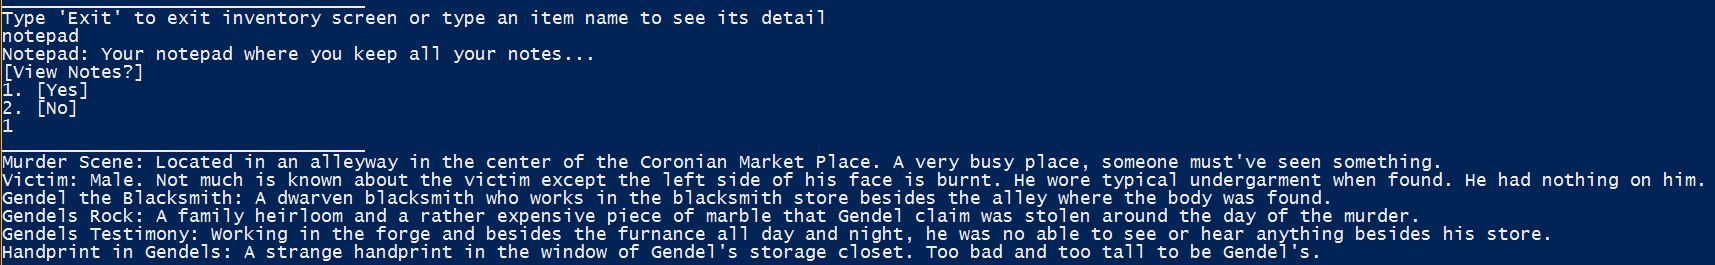 Type 'Exit' to exit inventory screen or type an item name to see its detail
notepad
Notepad: Your notepad where you keep all your notes...
[View Notes?]
1. [Yes]
2. [No]
1
Murder Scene: Located in an alleyway in the center of the Coronian Market Place. A very busy place, someone must've seen something.
Victim: Male. Not much is known about the victim except the left side of his face is burnt. He wore typical undergarment when found. He had nothing on him.
Gendel the Blacksmith: A dwarven blacksmith who works in the blacksmith store besides the alley where the body was found.
Gendels Rock: A family heirloom and a rather expensive piece of marble that Gendel claim was stolen around the day of the murder.
Gendels Testimony: Working in the forge and besides the furnance all day and night, he was no able to see or hear anything besides his store.
Handprint in Gendels: A strange handprint in the window of Gendel's storage closet. Too bad and too tall to be Gendel's.